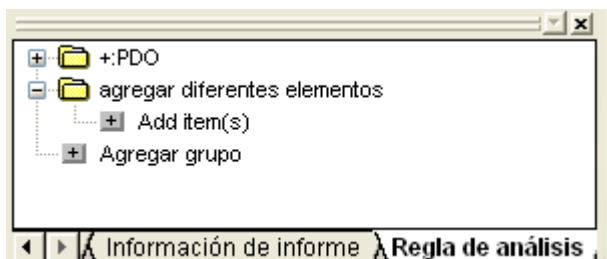 +:PDO
agregar diferentes elementos
Add item(s)
Agregar grupo
Información de informe Regla de análisis